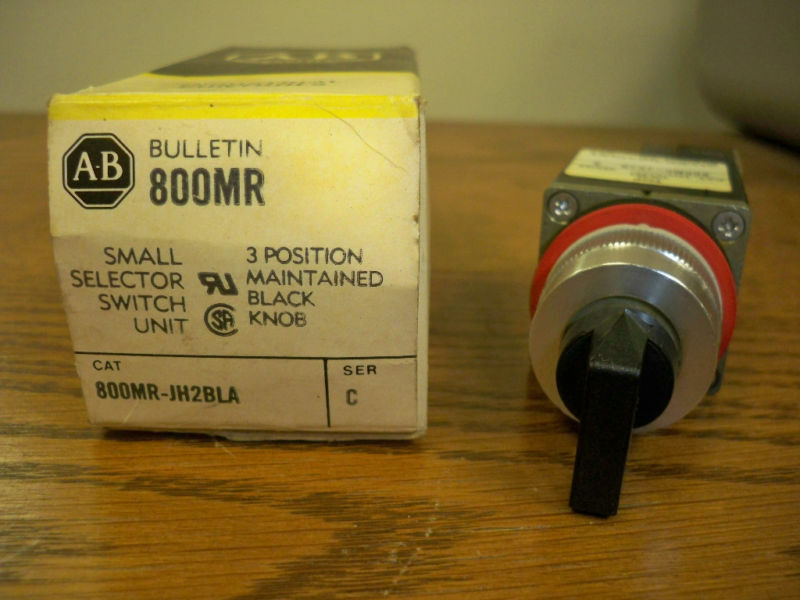 A-B
BULLETIN
800MR
SMALL
SELECTOR
SWITCH
UNIT
3 POSITION
MAINTAINED
BLACK
KNOB
CAT
800MR-JH2BLA
SER
C